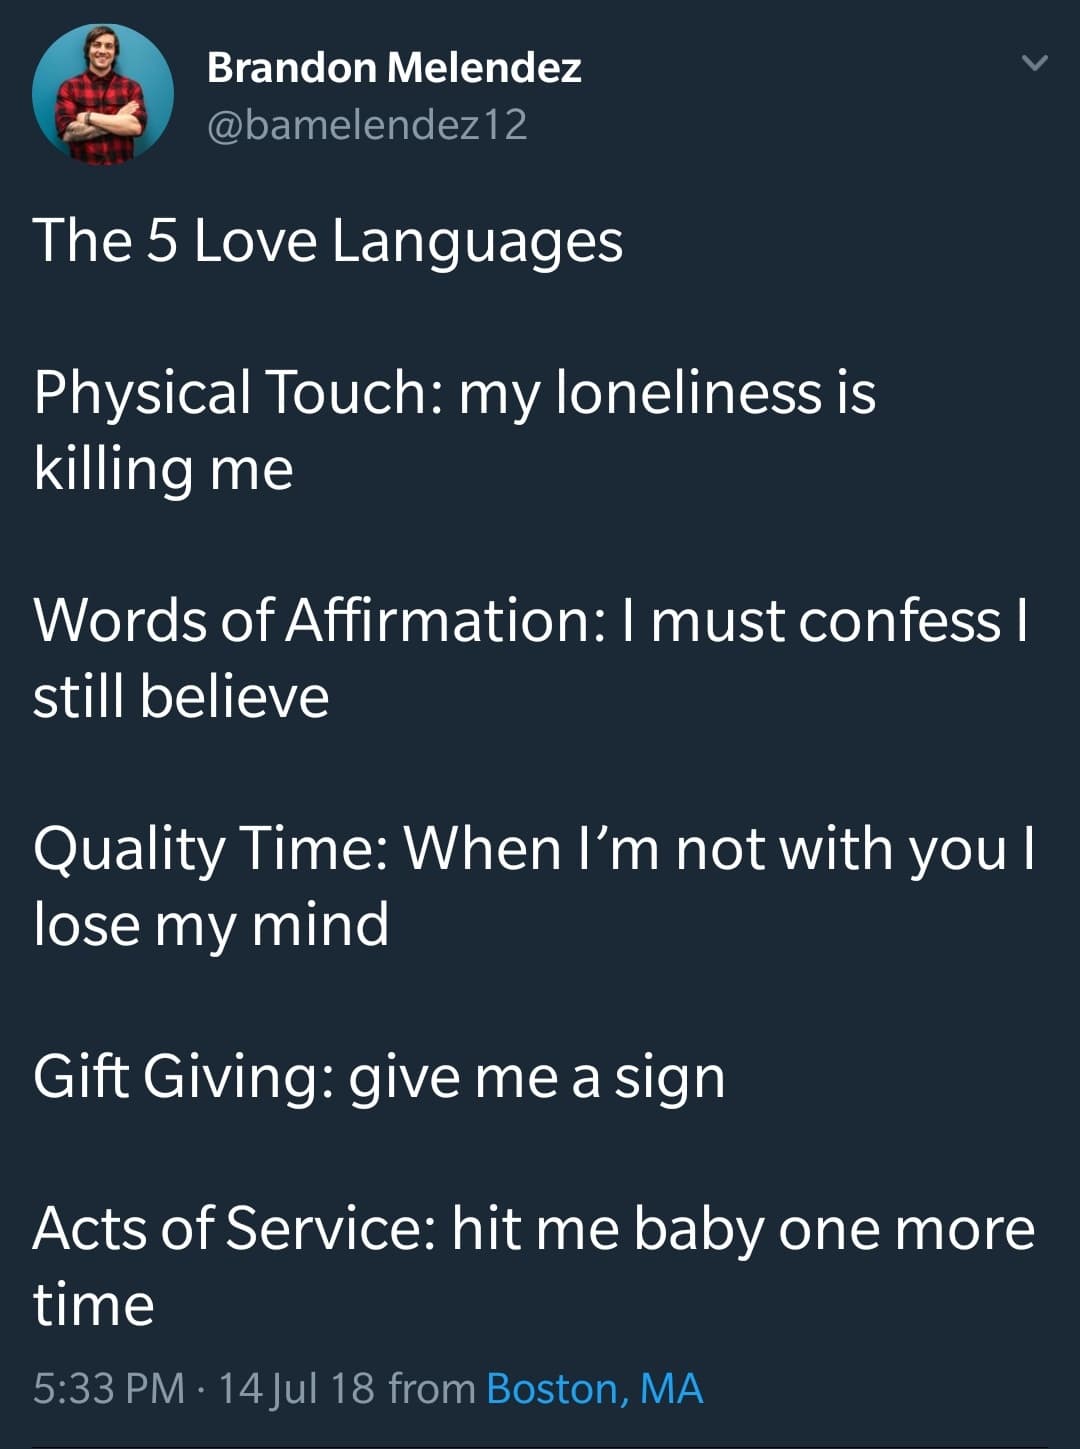 Brandon Melendez
@bamelendez12
The 5 Love Languages
Physical Touch: my loneliness is
killing me
Words of Affirmation: I must confess I
still believe
Quality Time: When I’m not with you I
lose my mind
Gift Giving: give me a sign
Acts of Service: hit me baby one more
time
5:33 PM · 14 Jul 18 from Boston, MA